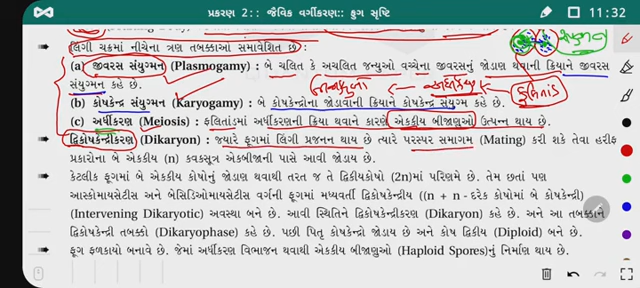 પ્રકરણ 2 :: જૈવિક વર્ગીકરણ :: ફુગ સૃષ્ટિ
11:32
લિંગી ચક્રમાં નીચેના ત્રણ તબક્કાઓ સમાવેશિત છે :
(a) જીવરસ સંયુગ્મન (Plasmogamy) : બે ચલિત કે અચલિત જન્યુઓ વચ્ચેના જીવરસનું જોડાણ થવાની ક્રિયાને જીવરસ
સંયુગ્મન કહે છે.
(b) કોષકેન્દ્ર સંયુગ્મન (Karyogamy) : બે કોષકેન્દ્રોના જોડાવાની ક્રિયાને કોષકેન્દ્ર સંયુગ્મ કહે છે.
(c) અર્ધીકરણ (Meiosis) : ફલિતાંડમાં અર્ધીકરણની ક્રિયા થવાને કારણે એકકીય બીજાણુઓ ઉત્પન્ન થાય છે.
દ્વિકોષકેન્દ્રીકરણ (Dikaryon) : જ્યારે ફૂગમાં લિંગી પ્રજનન થાય છે ત્યારે પરસ્પર સમાગમ (Mating) કરી શકે તેવા હરીફ
પ્રકારોના બે એકકીય (n) કવકસૂત્ર એકબીજાની પાસે આવી જોડાય છે.
કેટલીક ફૂગમાં બે એકકીય કોષોનું જોડાણ થવાથી તરત જ તે દ્વિકીયકોષો (2n)માં પરિણમે છે. તેમ છતાં પણ
આસ્કોમાયસેટીસ અને બેસિડિઓમાયસેટીસ વર્ગની ફૂગમાં મધ્યવર્તી દ્વિકોષકેન્દ્રીય ((n + n - દરેક કોષોમાં બે કોષકેન્દ્રી)
(Intervening Dikaryotic) અવસ્થા બને છે. આવી સ્થિતિને દ્વિકોષકેન્દ્રીકરણ (Dikaryon) કહે છે. અને આ તબક્કાને
દ્વિકોષકેન્દ્રી તબક્કો (Dikaryophase) કહે છે. પછી પિતૃ કોષકેન્દ્રો જોડાય છે અને કોષ દ્વિકીય (Diploid) બને છે.
ફૂગ ફળકાયો બનાવે છે. જેમાં અર્ધીકરણ વિભાજન થવાથી એકકીય બીજાણુઓ (Haploid Spores)નું નિર્માણ થાય છે.